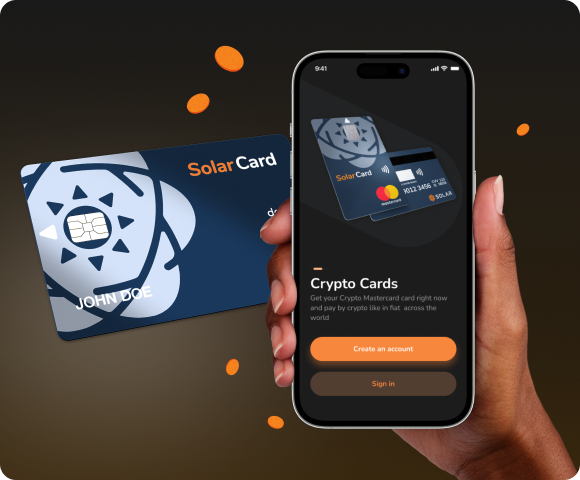 SolarCard
JOHN DOE
9:41
SolarCard
mastercard
1012 3456
SOLAR
Crypto Cards
Get your Crypto Mastercard card right now
and pay by crypto like in fiat across the
world
Create an account
Sign in